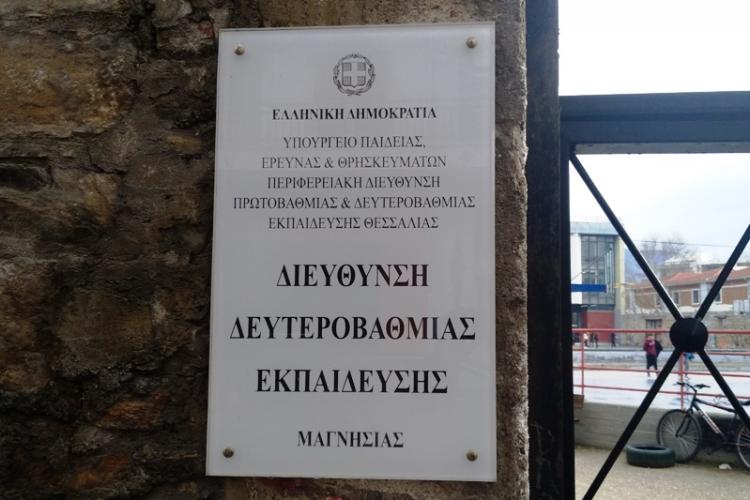 ΕΛΛΗΝΙΚΗ ΔΗΜΟΚΡΑΤΙΑ
ΥΠΟΥΡΓΕΙΟ ΠΑΙΔΕΙΑΣ,
ΕΡΕΥΝΑΣ & ΘΡΗΣΚΕΥΜΑΤΩΝ
ΠΕΡΙΦΕΡΕΙΑΚΗ ΔΙΕΥΘΥΝΣΗ
ΠΡΩΤΟΒΑΘΜΙΑΣ & ΔΕΥΤΕΡΟΒΑΘΜΙΑΣ
ΕΚΠΑΙΔΕΥΣΗΣ ΘΕΣΣΑΛΙΑΣ
ΔΙΕΥΘΥΝΣΗ
ΔΕΥΤΕΡΟΒΑΘΜΙΑΣ
ΕΚΠΑΙΔΕΥΣΗΣ
ΜΑΓΝΗΣΙΑΣ